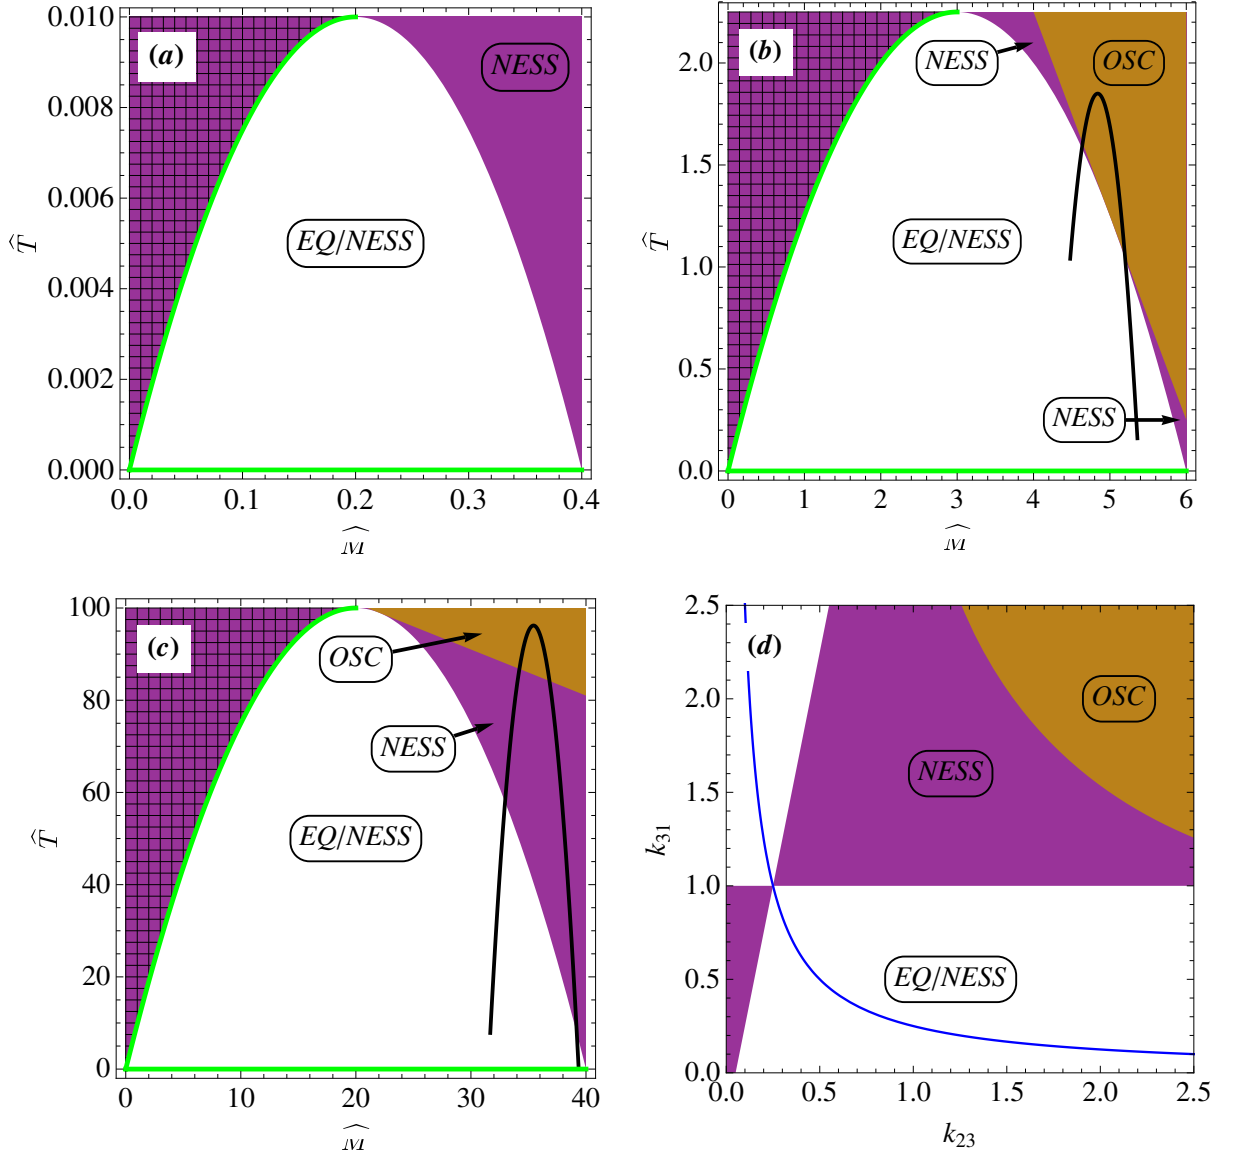 (a)
NESS
EQ/NESS
0.010
0.008
0.006
0.004
0.002
0.000
T̂
0.0 0.1 0.2 0.3 0.4
M̂
(b)
NESS
OSC
EQ/NESS
NESS
2.0
1.5
1.0
0.5
0.0
T̂
0 1 2 3 4 5 6
M̂
(c)
OSC
NESS
EQ/NESS
100
80
60
40
20
0
T̂
0 10 20 30 40
M̂
(d)
OSC
NESS
EQ/NESS
2.5
2.0
1.5
1.0
0.5
0.0
k₃₁
0.0 0.5 1.0 1.5 2.0 2.5
k₂₃